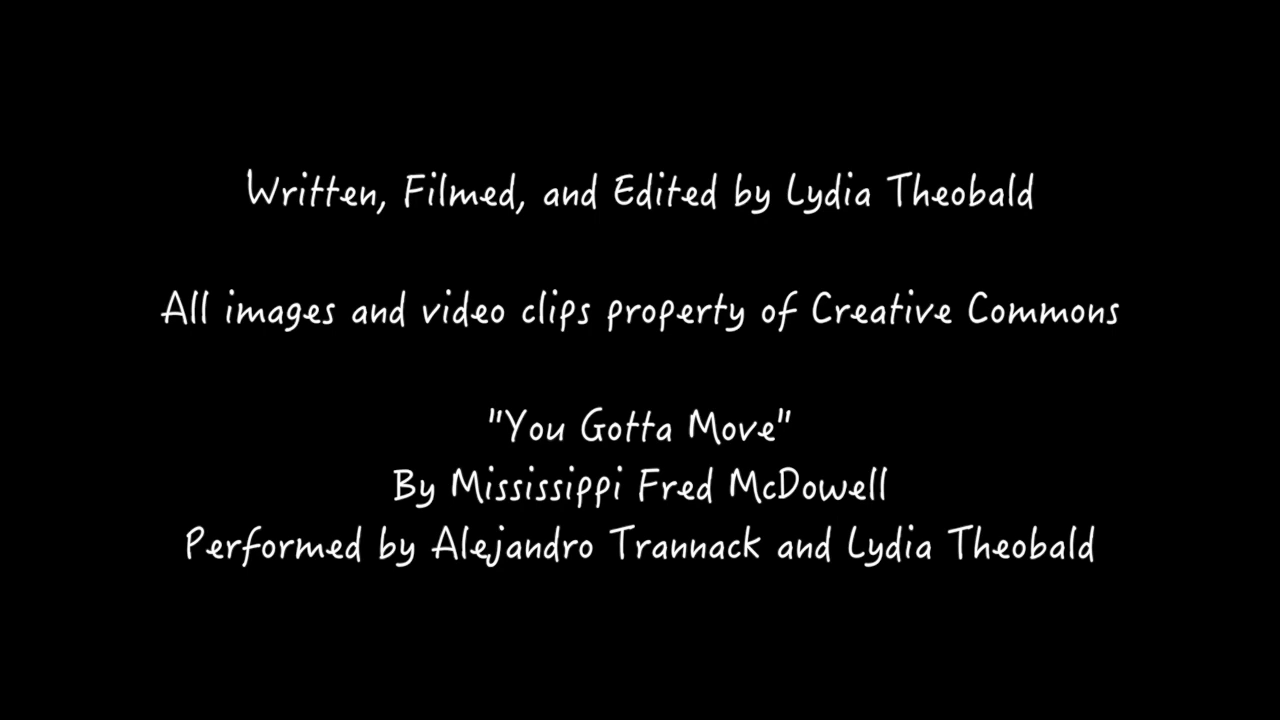 Written, Filmed, and Edited by Lydia Theobald
All images and video clips property of Creative Commons
"You Gotta Move"
By Mississippi Fred McDowell
Performed by Alejandro Trannack and Lydia Theobald